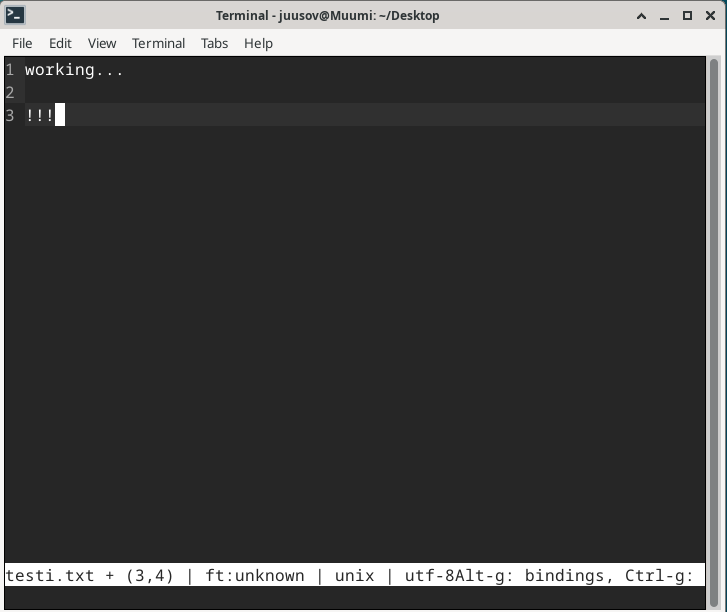 Terminal - juusov@Muumi: ~/Desktop
File Edit View Terminal Tabs Help
1 working...
2
3 !!!
testi.txt + (3,4) | ft:unknown | unix | utf-8Alt-g: bindings, Ctrl-g: